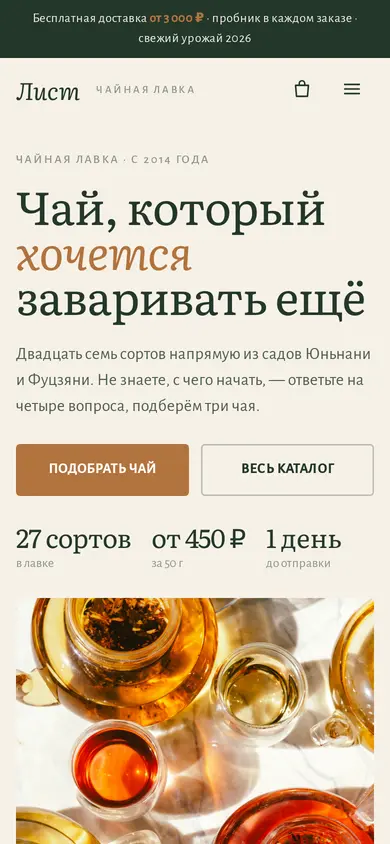 Бесплатная доставка от 3 000 ₽ · пробник в каждом заказе ·
свежий урожай 2026
Лист ЧАЙНАЯ ЛАВКА
ЧАЙНАЯ ЛАВКА · С 2014 ГОДА
Чай, который
хочется
заваривать ещё
Двадцать семь сортов напрямую из садов Юньнани
и Фуцзяни. Не знаете, с чего начать, — ответьте на
четыре вопроса, подберём три чая.
ПОДОБРАТЬ ЧАЙ ВЕСЬ КАТАЛОГ
27 сортов от 450 ₽ 1 день
в лавке за 50 г до отправки